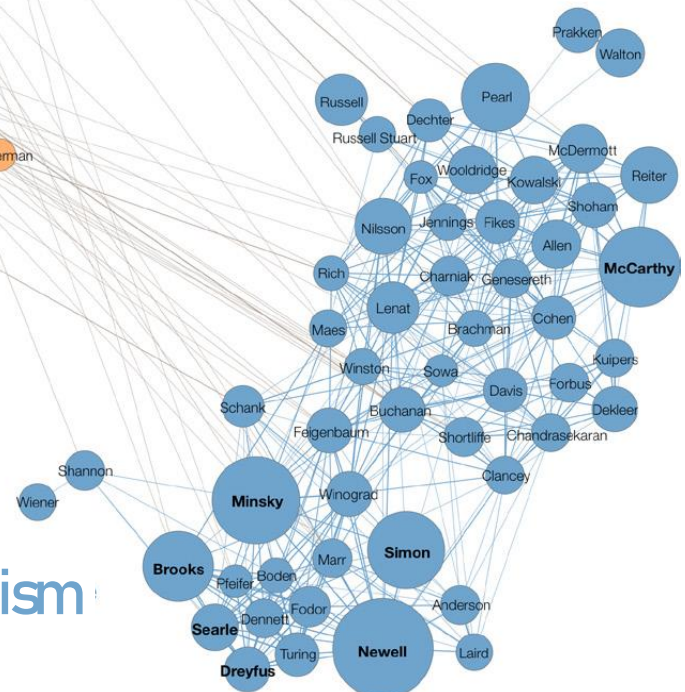 Prakken
Walton
Pearl
Russell
Dechter
Russell Stuart
McDermott
Wooldridge
Reiter
Fox
Kowalski
Shoham
Nilsson
Jennings
Fikes
Allen
McCarthy
Rich
Charniak
Genesereth
Lenat
Maes
Brachman
Cohen
Winston
Sowa
Kuipers
Davis
Forbus
Schank
Buchanan
Dekleer
Feigenbaum
Shortliffe
Chandrasekaran
Shannon
Clancey
Wiener
Minsky
Winograd
Simon
Marr
Brooks
Pfeifer
Boden
ism
Anderson
Fodor
Dennett
Searle
Turing
Newell
Laird
Dreyfus
erman